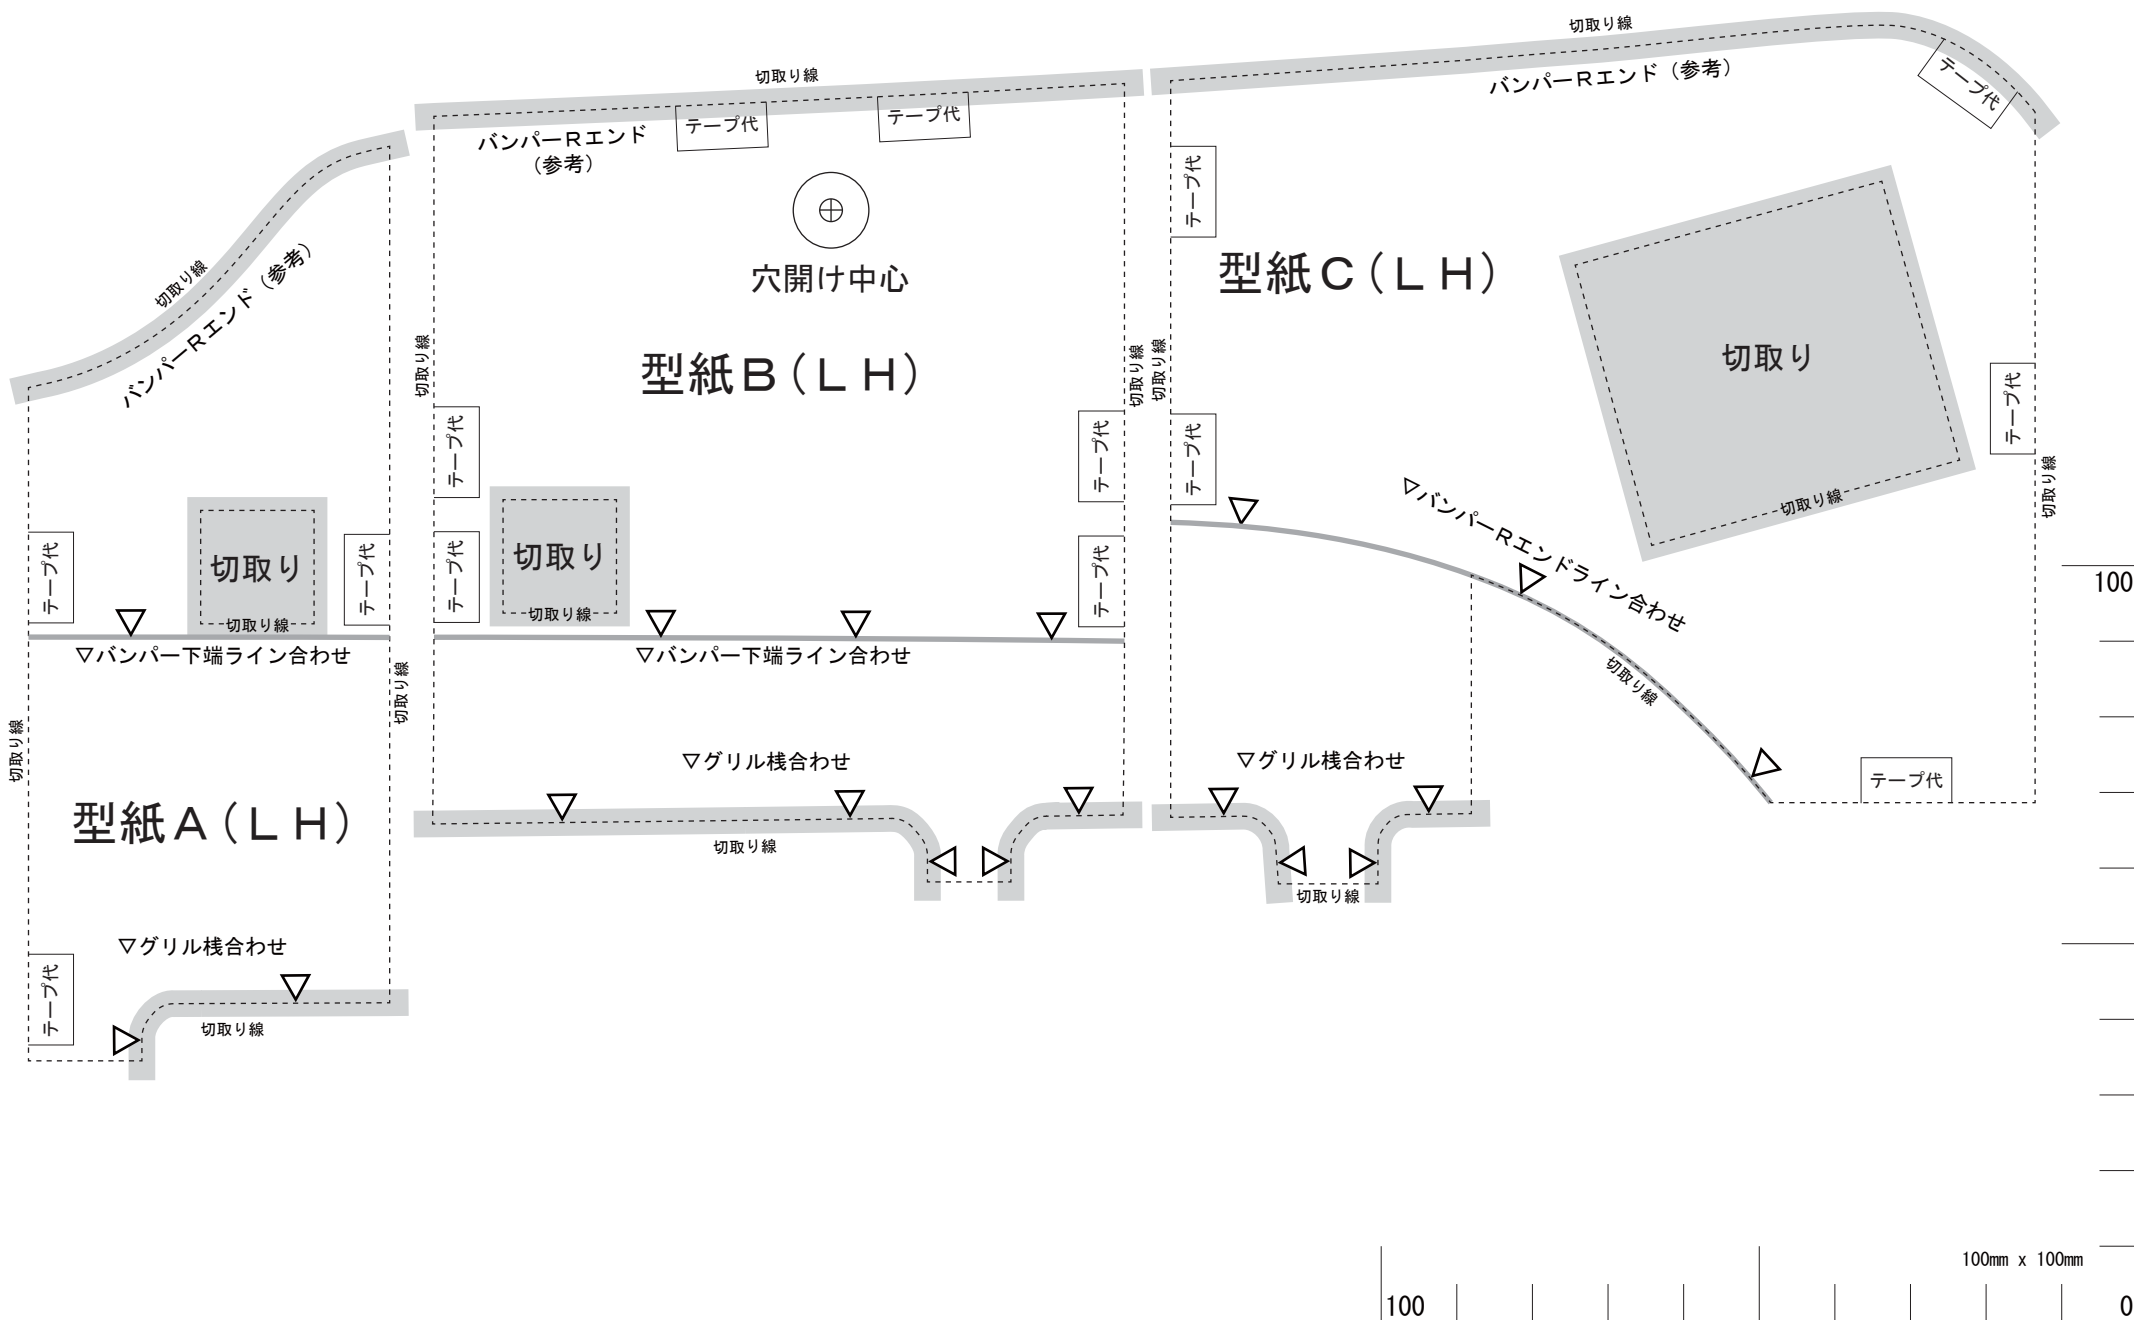 切取り線
バンパーRエンド（参考）
テープ代
切取り
切取り線
テープ代
▽バンパー下端ライン合わせ
切取り線
切取り線
型紙A(LH)
▽グリル桟合わせ
テープ代
切取り線
切取り線
バンパーRエンド
（参考）
テープ代
テープ代
穴開け中心
切取り線
型紙B(LH)
切取り線
テープ代
テープ代
テープ代
テープ代
切取り
切取り線
▽バンパー下端ライン合わせ
▽グリル桟合わせ
切取り線
切取り線
バンパーRエンド（参考）
テープ代
テープ代
型紙C(LH)
切取り線
切取り
切取り線
テープ代
テープ代
切取り線
▽バンパーRエンドライン合わせ
切取り線
▽グリル桟合わせ
テープ代
切取り線
100
100mm x 100mm
100
0